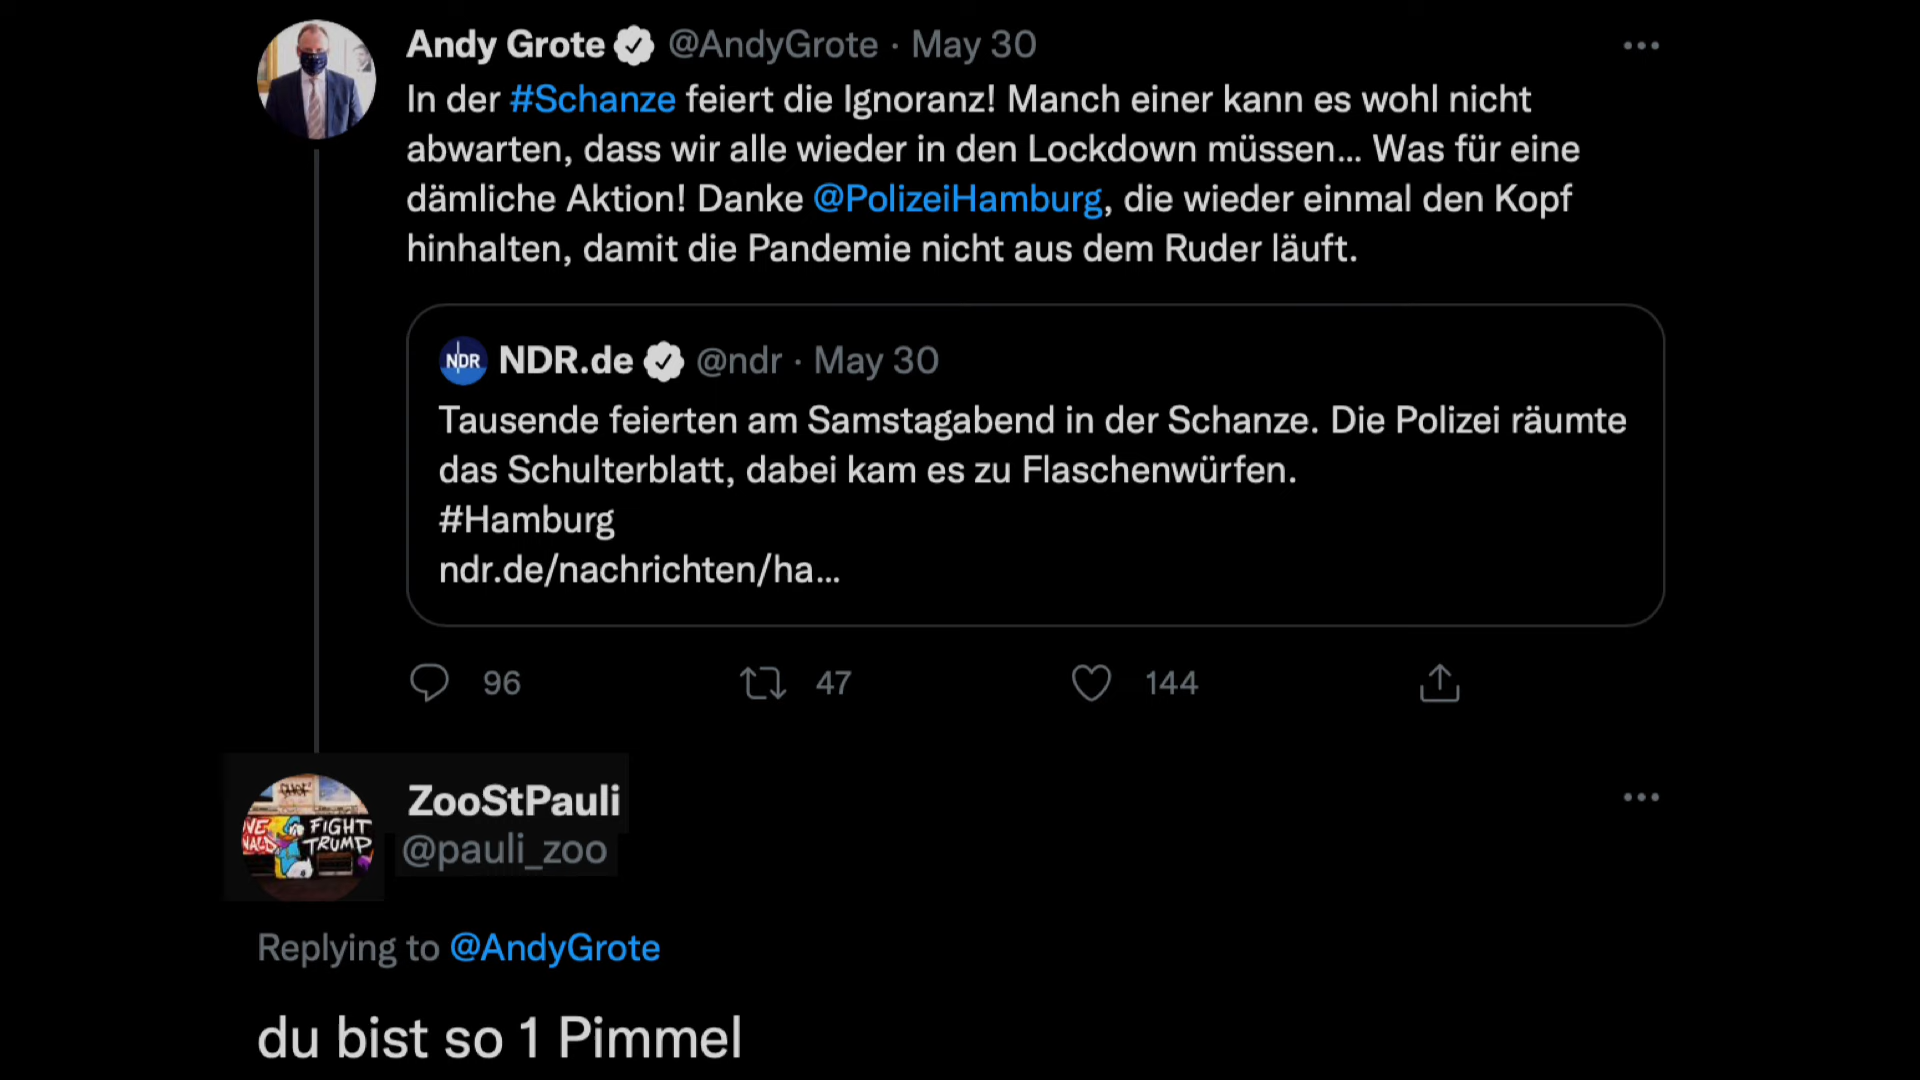 Andy Grote @AndyGrote · May 30
In der #Schanze feiert die Ignoranz! Manch einer kann es wohl nicht
abwarten, dass wir alle wieder in den Lockdown müssen... Was für eine
dämliche Aktion! Danke @PolizeiHamburg, die wieder einmal den Kopf
hinhalten, damit die Pandemie nicht aus dem Ruder läuft.
NDR NDR.de @ndr · May 30
Tausende feierten am Samstagabend in der Schanze. Die Polizei räumte
das Schulterblatt, dabei kam es zu Flaschenwürfen.
#Hamburg
ndr.de/nachrichten/ha...
96 47 144
ZooStPauli
@pauli_zoo
FIGHT
TRUMP
Replying to @AndyGrote
du bist so 1 Pimmel